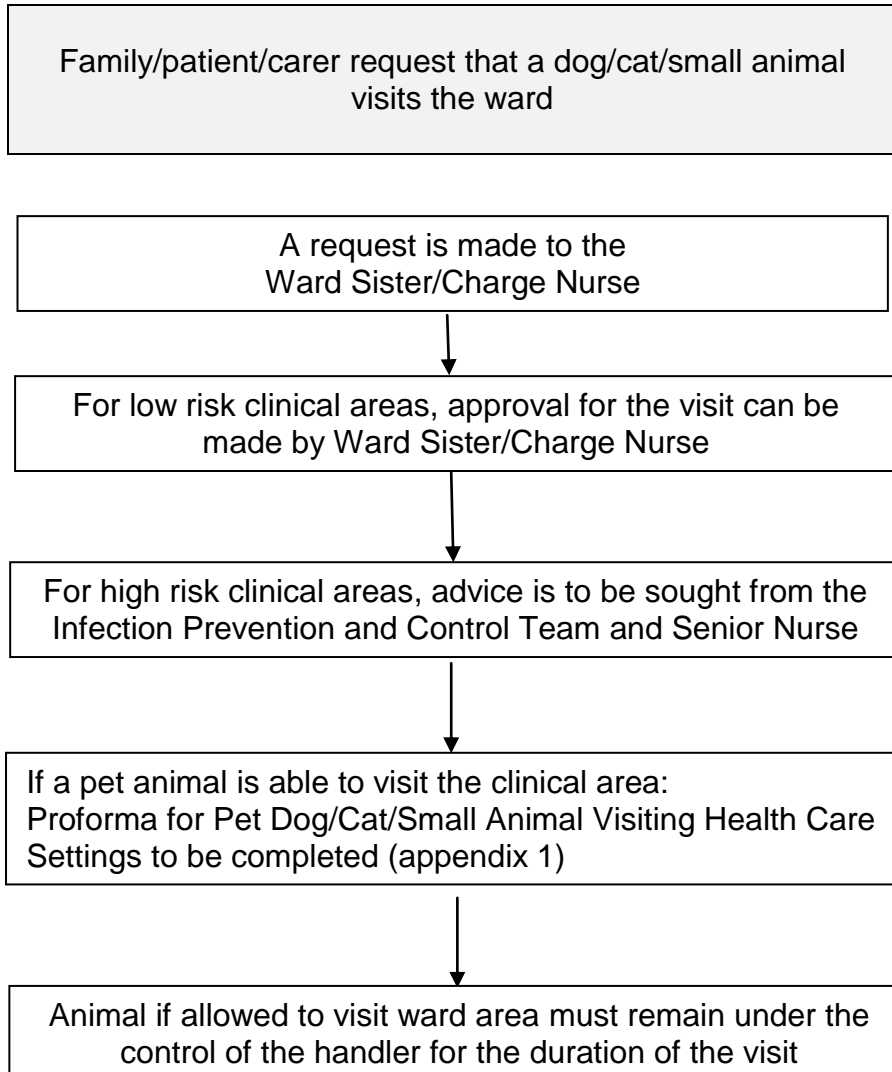 Family/patient/carer request that a dog/cat/small animal
visits the ward
A request is made to the
Ward Sister/Charge Nurse
For low risk clinical areas, approval for the visit can be
made by Ward Sister/Charge Nurse
For high risk clinical areas, advice is to be sought from the
Infection Prevention and Control Team and Senior Nurse
If a pet animal is able to visit the clinical area:
Proforma for Pet Dog/Cat/Small Animal Visiting Health Care
Settings to be completed (appendix 1)
Animal if allowed to visit ward area must remain under the
control of the handler for the duration of the visit